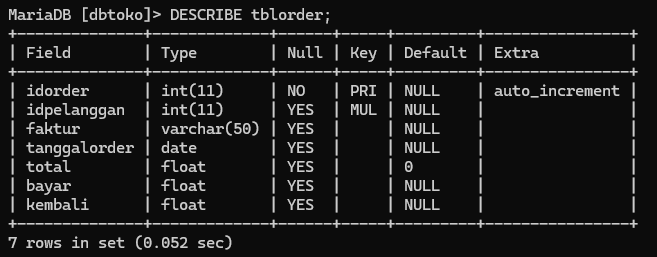 MariaDB [dbtoko]> DESCRIBE tblorder;
+--------------+-------------+------+-----+---------+----------------+
| Field        | Type        | Null | Key | Default | Extra          |
+--------------+-------------+------+-----+---------+----------------+
| idorder      | int(11)     | NO   | PRI | NULL    | auto_increment |
| idpelanggan  | int(11)     | YES  | MUL | NULL    |                |
| faktur       | varchar(50) | YES  |     | NULL    |                |
| tanggalorder | date        | YES  |     | NULL    |                |
| total        | float       | YES  |     | 0       |                |
| bayar        | float       | YES  |     | NULL    |                |
| kembali      | float       | YES  |     | NULL    |                |
+--------------+-------------+------+-----+---------+----------------+
7 rows in set (0.052 sec)